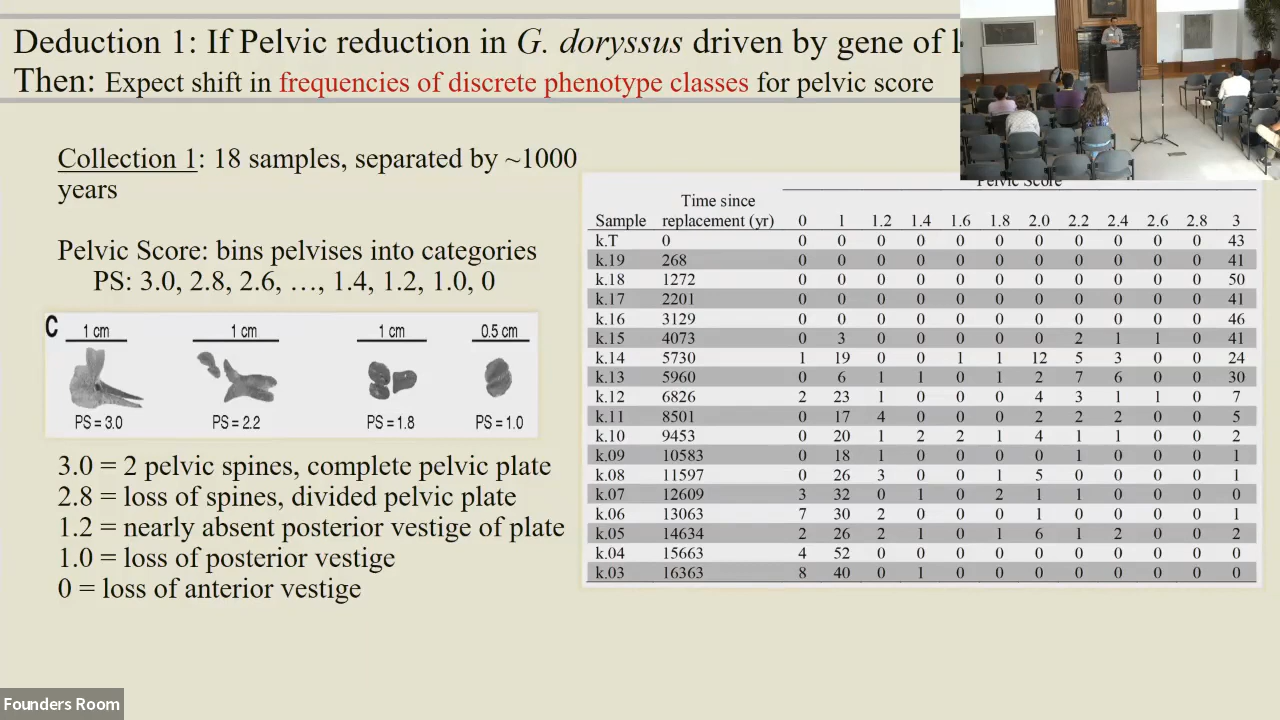 Deduction 1: If Pelvic reduction in G. doryssus driven by gene of
Then: Expect shift in frequencies of discrete phenotype classes for pelvic score
Collection 1: 18 samples, separated by ~1000
years
Pelvic Score: bins pelvises into categories
PS: 3.0, 2.8, 2.6, …, 1.4, 1.2, 1.0, 0
C 1 cm 1 cm 1 cm 0.5 cm
PS = 3.0 PS = 2.2 PS = 1.8 PS = 1.0
3.0 = 2 pelvic spines, complete pelvic plate
2.8 = loss of spines, divided pelvic plate
1.2 = nearly absent posterior vestige of plate
1.0 = loss of posterior vestige
0 = loss of anterior vestige
Pelvic Score
Time since
Sample replacement (yr) 0 1 1.2 1.4 1.6 1.8 2.0 2.2 2.4 2.6 2.8 3
k.T 0 0 0 0 0 0 0 0 0 0 0 0 43
k.19 268 0 0 0 0 0 0 0 0 0 0 0 41
k.18 1272 0 0 0 0 0 0 0 0 0 0 0 50
k.17 2201 0 0 0 0 0 0 0 0 0 0 0 41
k.16 3129 0 0 0 0 0 0 0 0 0 0 0 46
k.15 4073 0 3 0 0 0 0 0 2 1 1 0 41
k.14 5730 1 19 0 0 1 1 12 5 3 0 0 24
k.13 5960 0 6 1 1 0 1 2 7 6 0 0 30
k.12 6826 2 23 1 0 0 0 4 3 1 1 0 7
k.11 8501 0 17 4 0 0 0 2 2 2 0 0 5
k.10 9453 0 20 1 2 2 1 4 1 1 0 0 2
k.09 10583 0 18 1 0 0 0 0 1 0 0 0 1
k.08 11597 0 26 3 0 0 1 5 0 0 0 0 1
k.07 12609 3 32 0 1 0 2 1 1 0 0 0 0
k.06 13063 7 30 2 0 0 0 1 0 0 0 0 1
k.05 14634 2 26 2 1 0 1 6 1 2 0 0 2
k.04 15663 4 52 0 0 0 0 0 0 0 0 0 0
k.03 16363 8 40 0 1 0 0 0 0 0 0 0 0
Founders Room